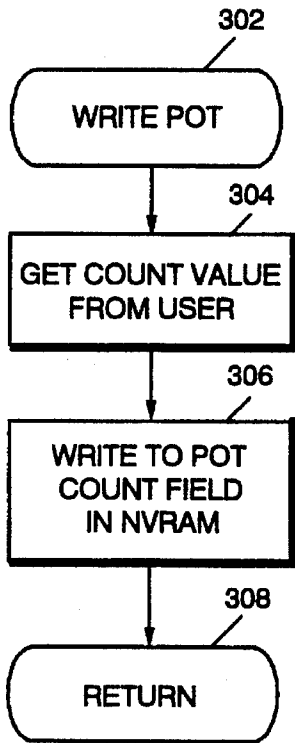 302
WRITE POT
304
GET COUNT VALUE
FROM USER
306
WRITE TO POT
COUNT FIELD
IN NVRAM
308
RETURN